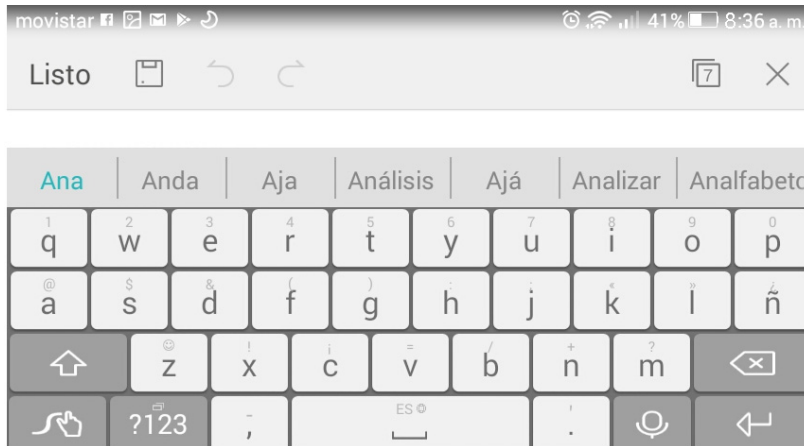 movistar 41% 8:36 a. m.
Listo 7
Ana Anda Aja Análisis Ajá Analizar Analfabeto
1 2 3 4 5 6 7 8 9 0
q w e r t y u i o p
@ $ & ( ) : ; « » ¿
a s d f g h j k l ñ
! ¡ = / + ?
z x c v b n m
- ES '
?123 , .